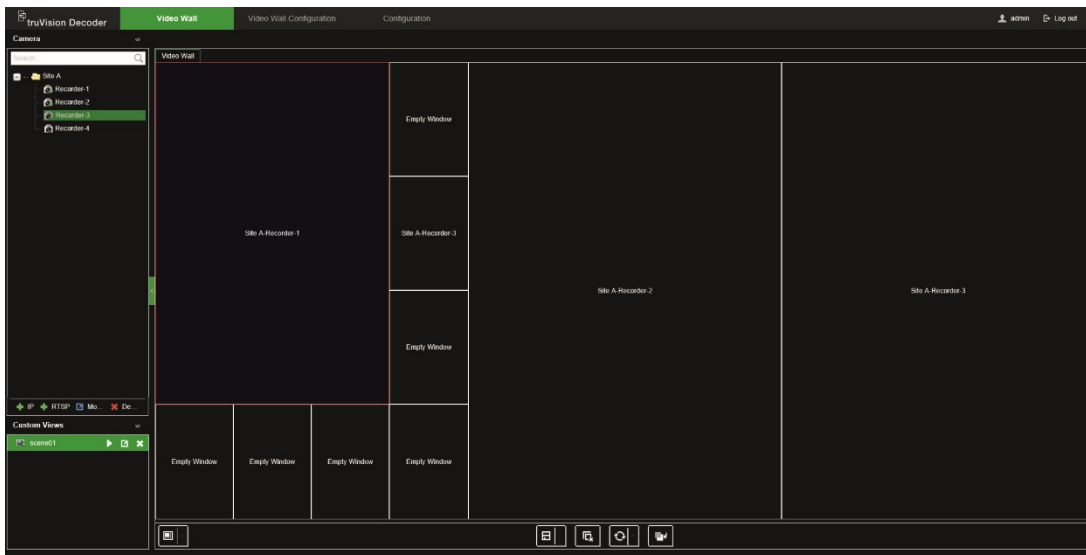 truVision Decoder
Video Wall
Video Wall Configuration
Configuration
admin
Log out
Camera
Search...
Video Wall
Site A
Recorder-1
Recorder-2
Recorder-3
Recorder-4
Empty Window
Site A-Recorder-1
Site A-Recorder-3
Site A-Recorder-2
Site A-Recorder-3
Empty Window
IP
RTSP
Mo...
De...
Custom Views
scene01
Empty Window
Empty Window
Empty Window
Empty Window